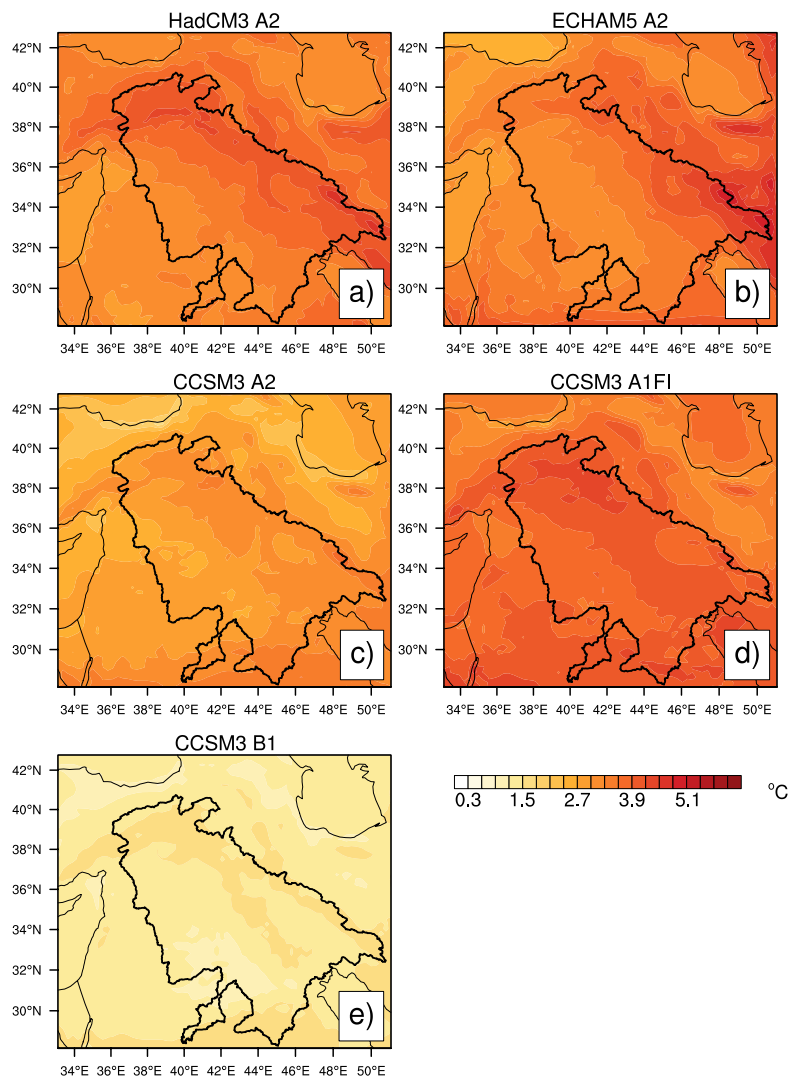 HadCM3 A2
42°N
40°N
38°N
36°N
34°N
32°N
30°N
a)
34°E 36°E 38°E 40°E 42°E 44°E 46°E 48°E 50°E
ECHAM5 A2
42°N
40°N
38°N
36°N
34°N
32°N
30°N
b)
34°E 36°E 38°E 40°E 42°E 44°E 46°E 48°E 50°E
CCSM3 A2
42°N
40°N
38°N
36°N
34°N
32°N
30°N
c)
34°E 36°E 38°E 40°E 42°E 44°E 46°E 48°E 50°E
CCSM3 A1FI
42°N
40°N
38°N
36°N
34°N
32°N
30°N
d)
34°E 36°E 38°E 40°E 42°E 44°E 46°E 48°E 50°E
CCSM3 B1
42°N
40°N
38°N
36°N
34°N
32°N
30°N
e)
34°E 36°E 38°E 40°E 42°E 44°E 46°E 48°E 50°E
0.3 1.5 2.7 3.9 5.1 °C